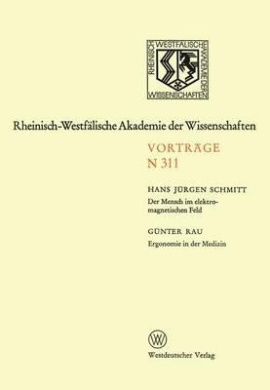 RHEINISCH-
WESTFÄLISCHE
AKADEMIE DER
WISSENSCHAFTEN
Rheinisch-Westfälische Akademie der Wissenschaften
VORTRÄGE
N 311
HANS JÜRGEN SCHMITT
Der Mensch im elektro-
magnetischen Feld
GÜNTER RAU
Ergonomie in der Medizin
Westdeutscher Verlag